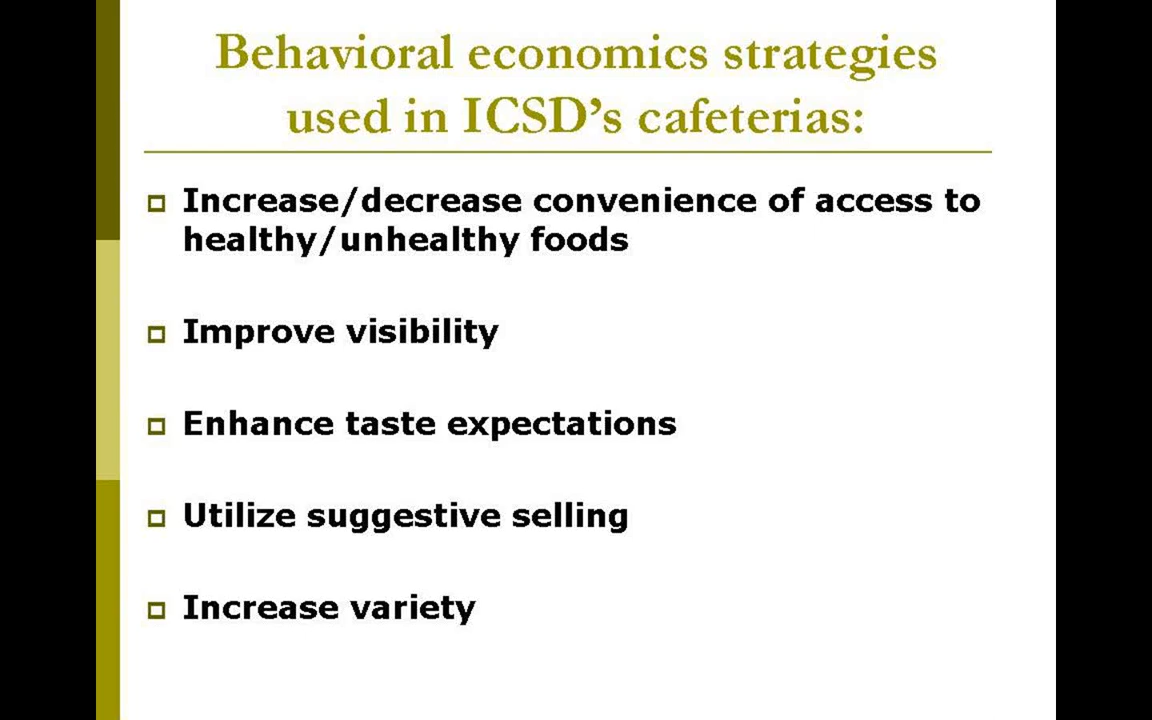 Behavioral economics strategies
used in ICSD’s cafeterias:
Increase/decrease convenience of access to
healthy/unhealthy foods
Improve visibility
Enhance taste expectations
Utilize suggestive selling
Increase variety